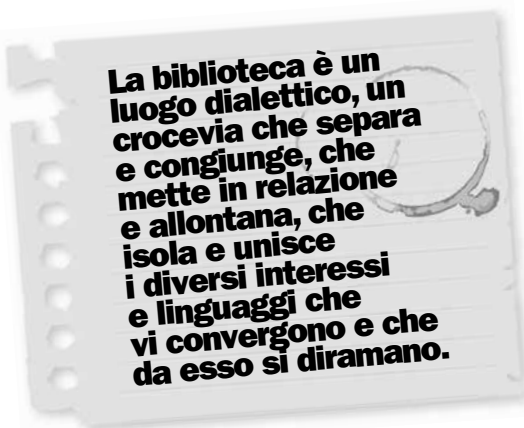 La biblioteca è un
luogo dialettico, un
crocevia che separa
e congiunge, che
mette in relazione
e allontana, che
isola e unisce
i diversi interessi
e linguaggi che
vi convergono e che
da esso si diramano.